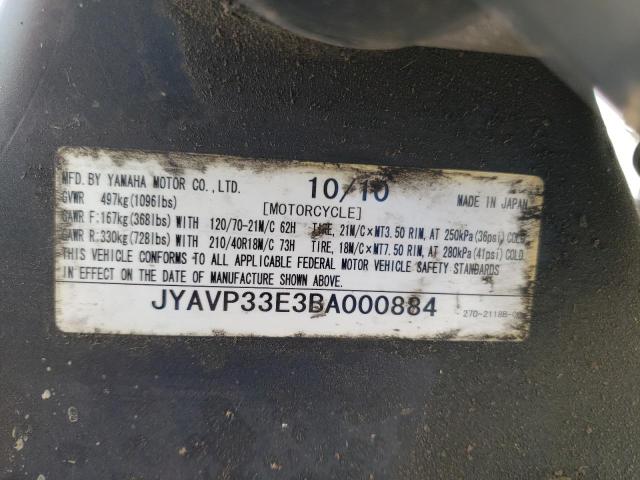 MFD. BY YAMAHA MOTOR CO., LTD. 10/10
GVWR 497kg(1096lbs) [MOTORCYCLE] MADE IN JAPAN
GAWR F:167kg(368lbs) WITH 120/70-21M/C 62H TIRE, 21M/C×MT3.50 RIM, AT 250kPa(36psi) COLD
GAWR R:330kg(728lbs) WITH 210/40R18M/C 73H TIRE, 18M/C×MT7.50 RIM, AT 280kPa(41psi) COLD
THIS VEHICLE CONFORMS TO ALL APPLICABLE FEDERAL MOTOR VEHICLE SAFETY STANDARDS
IN EFFECT ON THE DATE OF MANUFACTURE SHOWN ABOVE.
JYAVP33E3BA000884